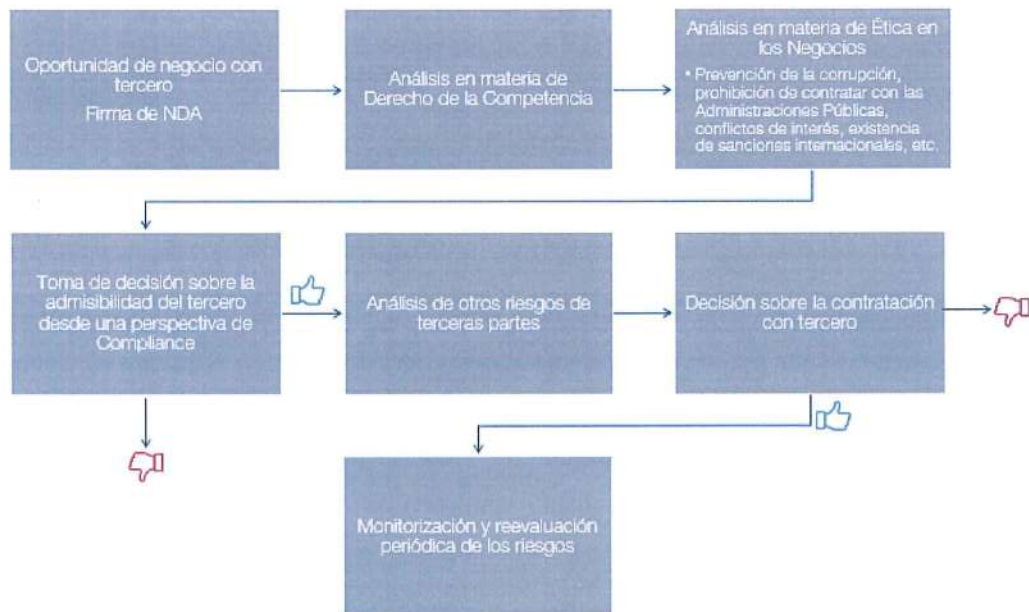 Oportunidad de negocio con
tercero
Firma de NDA
Análisis en materia de
Derecho de la Competencia
Análisis en materia de Ética en
los Negocios
• Prevención de la corrupción,
prohibición de contratar con las
Administraciones Públicas,
conflictos de interés, existencia
de sanciones internacionales, etc.
Toma de decisión sobre la
admisibilidad del tercero
desde una perspectiva de
Compliance
Análisis de otros riesgos de
terceras partes
Decisión sobre la contratación
con tercero
Monitorización y reevaluación
periódica de los riesgos